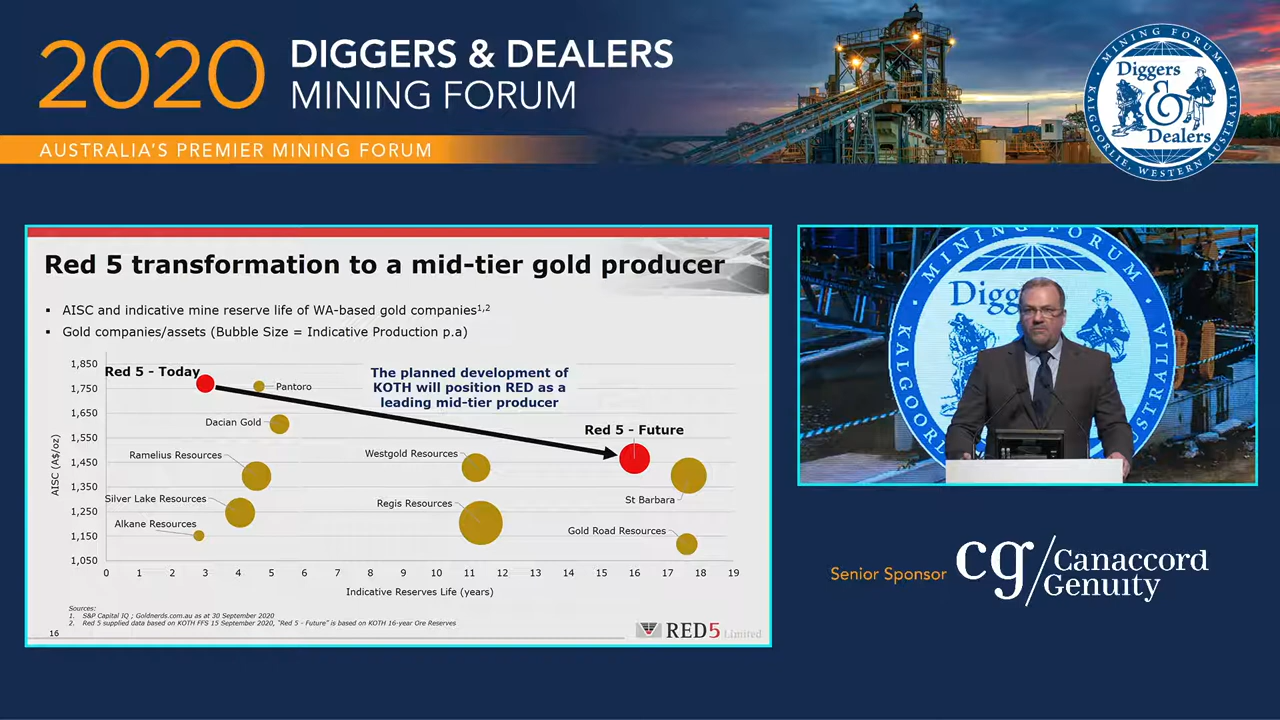 2020
DIGGERS & DEALERS
MINING FORUM
AUSTRALIA'S PREMIER MINING FORUM
MINING FORUM
Diggers
&
Dealers
KALGOORLIE, WESTERN AUSTRALIA
Red 5 transformation to a mid-tier gold producer
▪ AISC and indicative mine reserve life of WA-based gold companies1,2
▪ Gold companies/assets (Bubble Size = Indicative Production p.a)
AISC (A$/oz)
1,850
1,750
1,650
1,550
1,450
1,350
1,250
1,150
1,050
Red 5 - Today
Pantoro
The planned development of
KOTH will position RED as a
leading mid-tier producer
Dacian Gold
Red 5 - Future
Ramelius Resources
Westgold Resources
Silver Lake Resources
Regis Resources
St Barbara
Alkane Resources
Gold Road Resources
0 1 2 3 4 5 6 7 8 9 10 11 12 13 14 15 16 17 18 19
Indicative Reserves Life (years)
Sources:
1. S&P Capital IQ ; Goldnerds.com.au as at 30 September 2020
2. Red 5 supplied data based on KOTH FFS 15 September 2020, "Red 5 - Future" is based on KOTH 16-year Ore Reserves
16
RED5 Limited
MINING FORUM
Digg
KALGOO
AUSTRALIA
Senior Sponsor
cg/Canaccord
Genuity